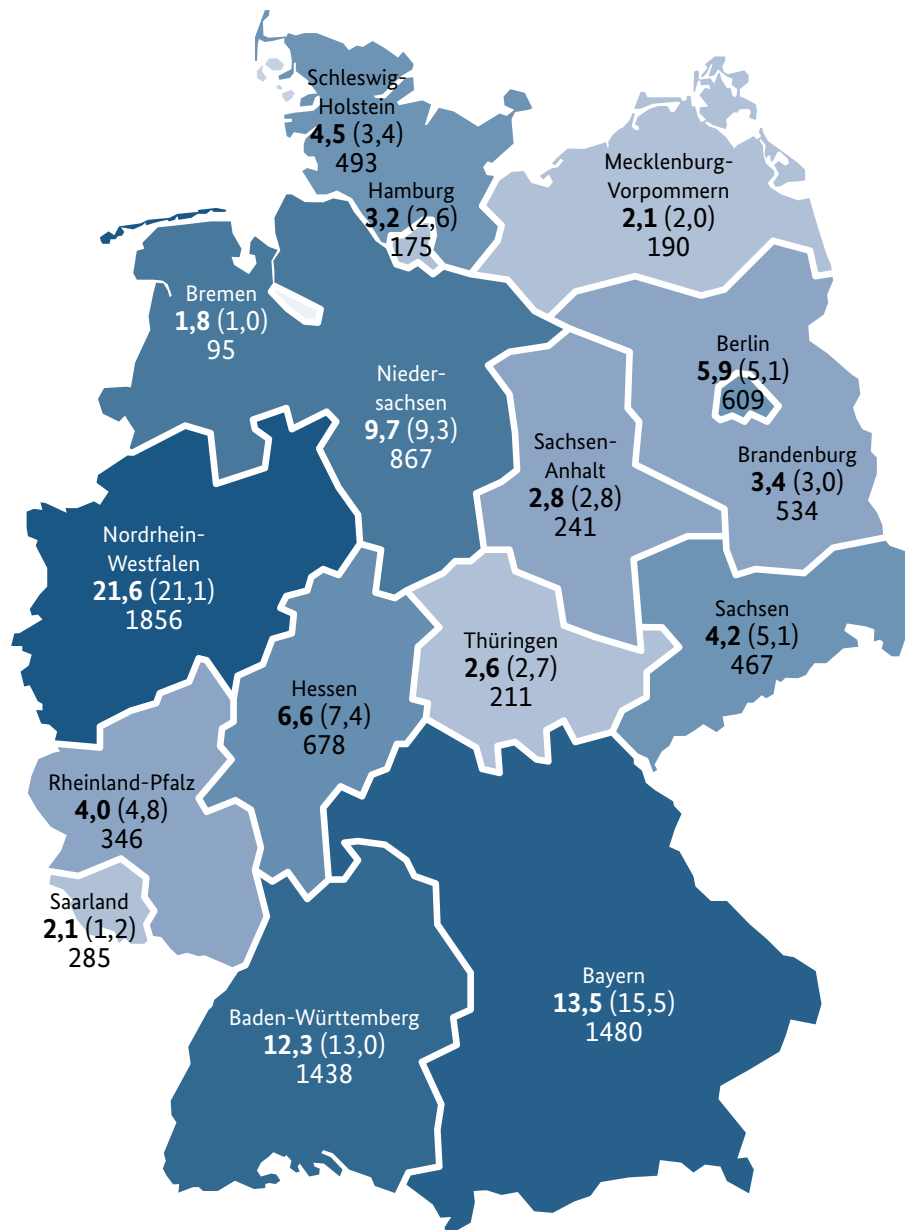 Schleswig-
Holstein
4,5 (3,4)
493
Hamburg
3,2 (2,6)
175
Mecklenburg-
Vorpommern
2,1 (2,0)
190
Bremen
1,8 (1,0)
95
Nieder-
sachsen
9,7 (9,3)
867
Berlin
5,9 (5,1)
609
Sachsen-
Anhalt
2,8 (2,8)
241
Brandenburg
3,4 (3,0)
534
Nordrhein-
Westfalen
21,6 (21,1)
1856
Sachsen
4,2 (5,1)
467
Thüringen
2,6 (2,7)
211
Hessen
6,6 (7,4)
678
Rheinland-Pfalz
4,0 (4,8)
346
Saarland
2,1 (1,2)
285
Bayern
13,5 (15,5)
1480
Baden-Württemberg
12,3 (13,0)
1438